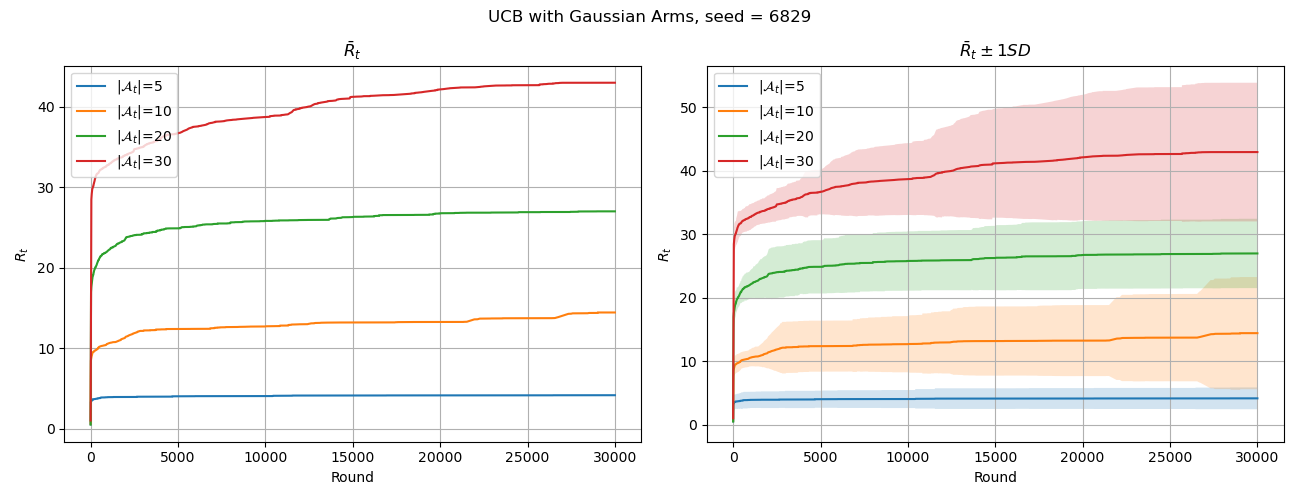 UCB with Gaussian Arms, seed = 6829
R̄ₜ
|𝒜ₜ|=5
|𝒜ₜ|=10
|𝒜ₜ|=20
|𝒜ₜ|=30
Rₜ
40
30
20
10
0
0 5000 10000 15000 20000 25000 30000
Round
R̄ₜ ± 1SD
|𝒜ₜ|=5
|𝒜ₜ|=10
|𝒜ₜ|=20
|𝒜ₜ|=30
Rₜ
50
40
30
20
10
0
0 5000 10000 15000 20000 25000 30000
Round